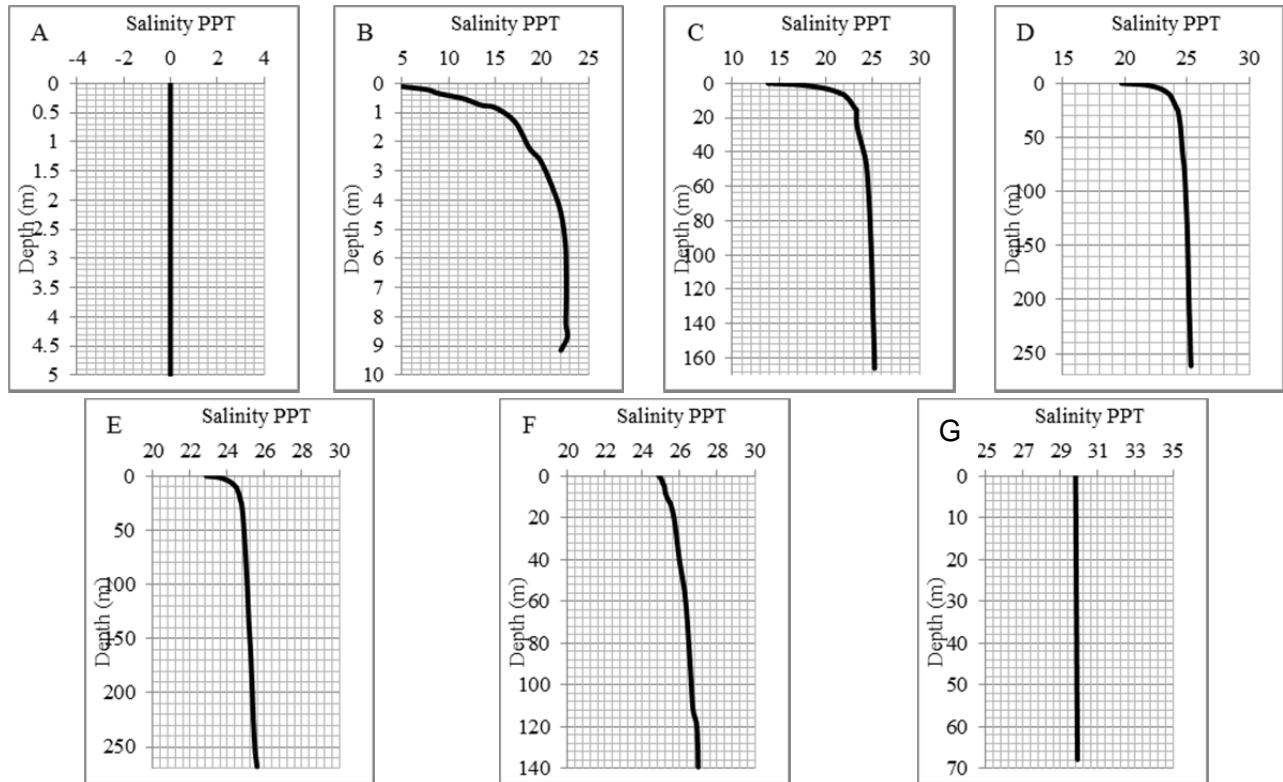 A Salinity PPT
-4 -2 0 2 4
0
0.5
1
1.5
2
2.5
3
3.5
4
4.5
5
Depth (m)
B Salinity PPT
5 10 15 20 25
0
1
2
3
4
5
6
7
8
9
10
Depth (m)
C Salinity PPT
10 15 20 25 30
0
20
40
60
80
100
120
140
160
Depth (m)
D Salinity PPT
15 20 25 30
0
50
100
150
200
250
Depth (m)
E Salinity PPT
20 22 24 26 28 30
0
50
100
150
200
250
Depth (m)
F Salinity PPT
20 22 24 26 28 30
0
20
40
60
80
100
120
140
Depth (m)
G Salinity PPT
25 27 29 31 33 35
0
10
20
30
40
50
60
70
Depth (m)